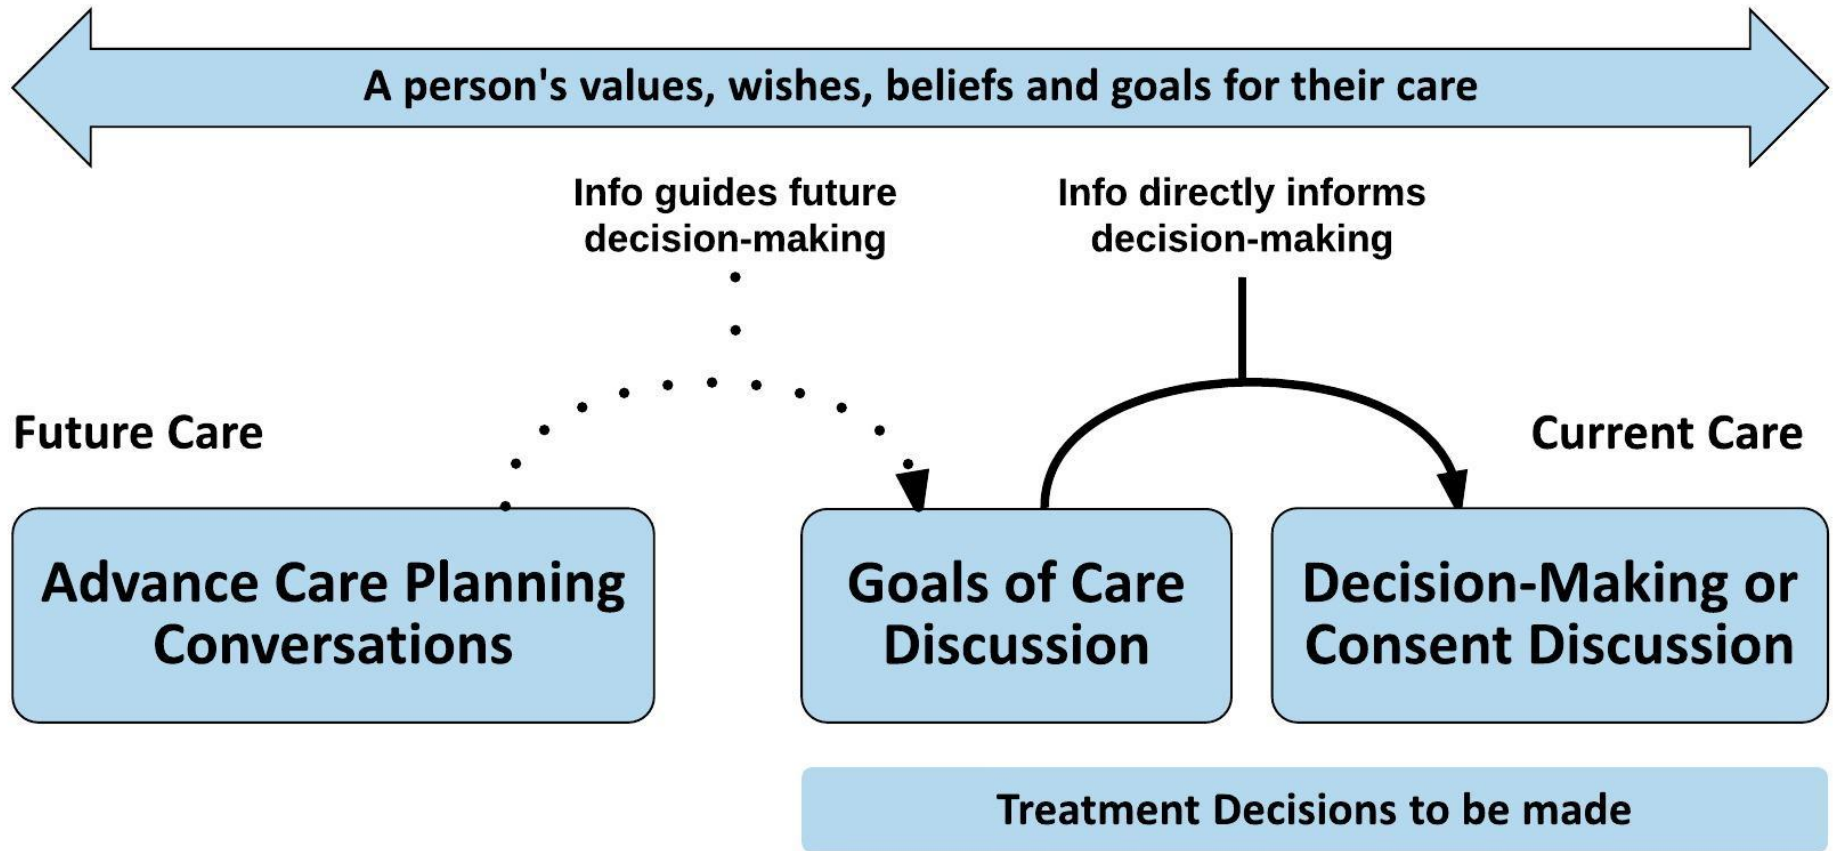 A person's values, wishes, beliefs and goals for their care
Info guides future
decision-making
Info directly informs
decision-making
Future Care
Current Care
Advance Care Planning
Conversations
Goals of Care
Discussion
Decision-Making or
Consent Discussion
Treatment Decisions to be made